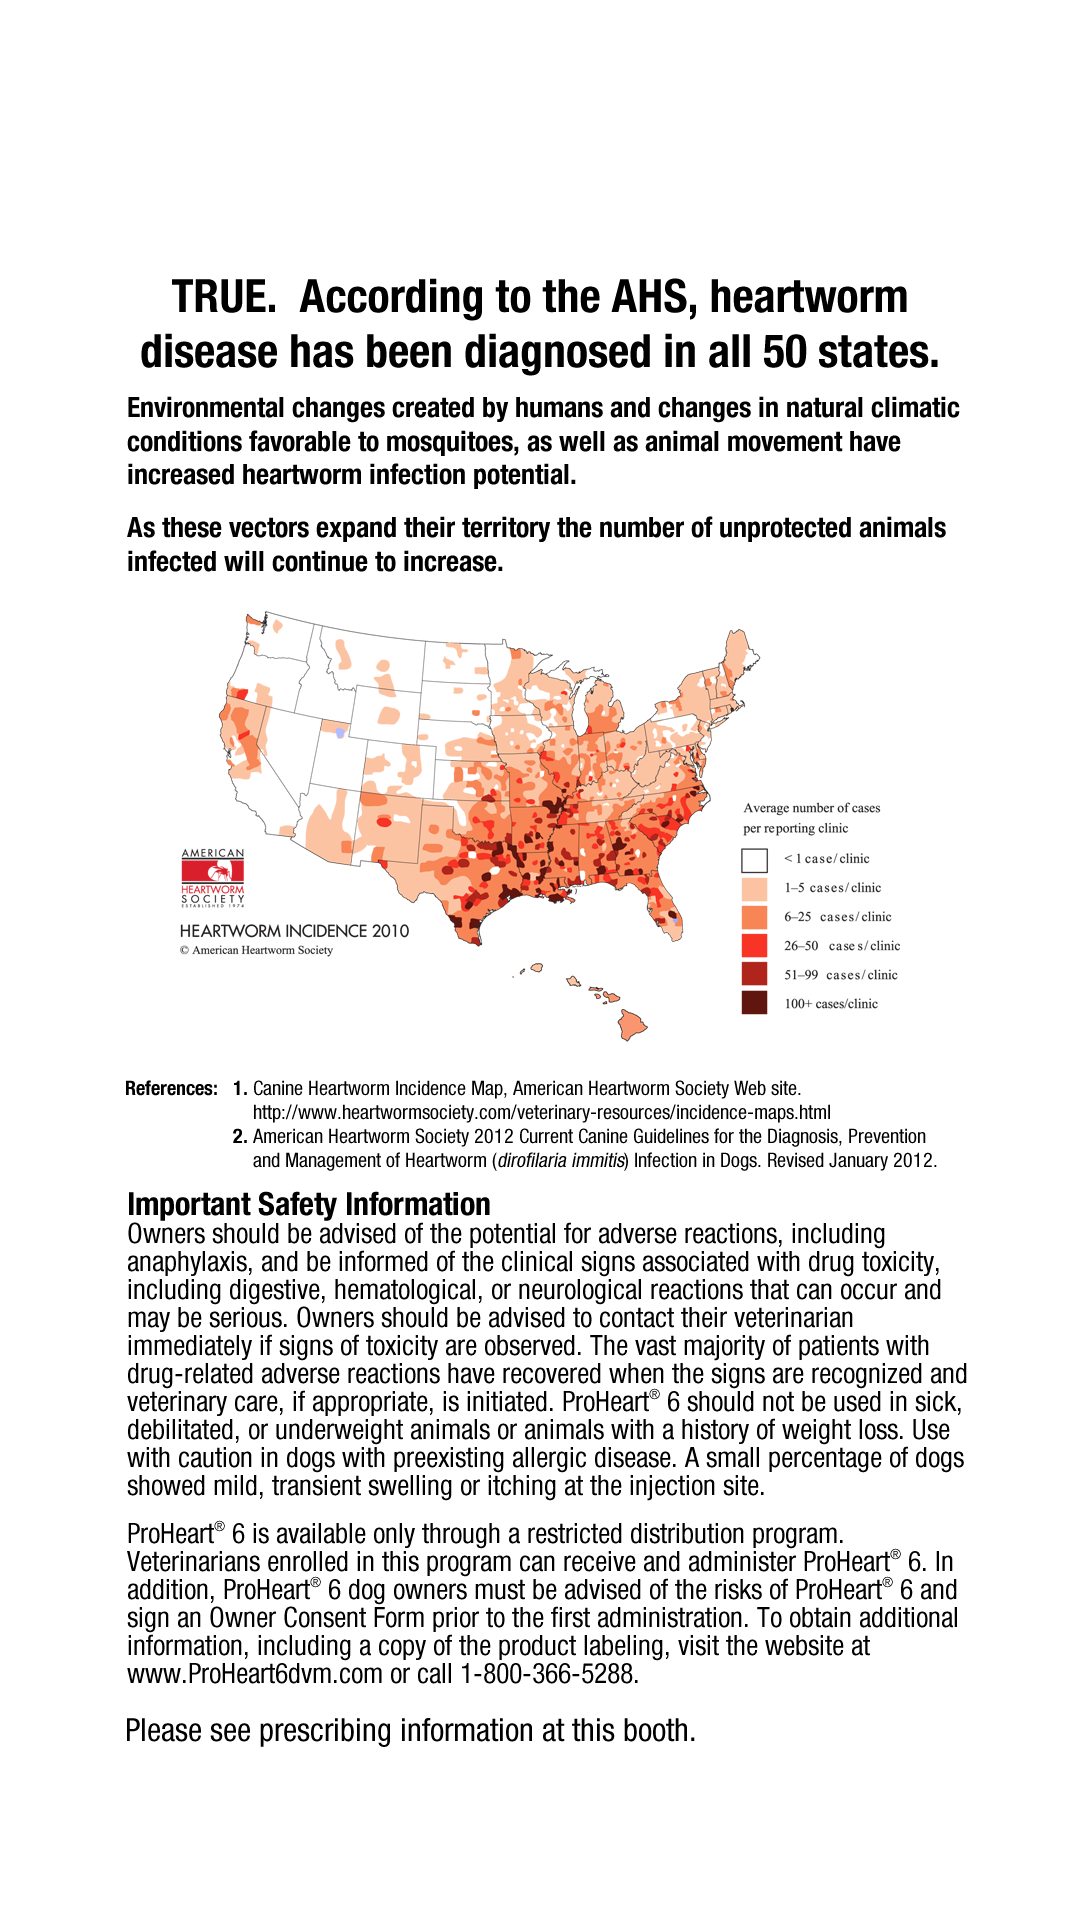 TRUE.  According to the AHS, heartworm
disease has been diagnosed in all 50 states.
Environmental changes created by humans and changes in natural climatic
conditions favorable to mosquitoes, as well as animal movement have
increased heartworm infection potential.
As these vectors expand their territory the number of unprotected animals
infected will continue to increase.
Average number of cases
per reporting clinic
< 1 case/clinic
1–5 cases/clinic
6–25 cases/clinic
26–50 cases/clinic
51–99 cases/clinic
100+ cases/clinic
AMERICAN
HEARTWORM
SOCIETY
ESTABLISHED 1974
HEARTWORM INCIDENCE 2010
© American Heartworm Society
References: 1. Canine Heartworm Incidence Map, American Heartworm Society Web site.
http://www.heartwormsociety.com/veterinary-resources/incidence-maps.html
2. American Heartworm Society 2012 Current Canine Guidelines for the Diagnosis, Prevention
and Management of Heartworm (dirofilaria immitis) Infection in Dogs. Revised January 2012.
Important Safety Information
Owners should be advised of the potential for adverse reactions, including
anaphylaxis, and be informed of the clinical signs associated with drug toxicity,
including digestive, hematological, or neurological reactions that can occur and
may be serious. Owners should be advised to contact their veterinarian
immediately if signs of toxicity are observed. The vast majority of patients with
drug-related adverse reactions have recovered when the signs are recognized and
veterinary care, if appropriate, is initiated. ProHeart® 6 should not be used in sick,
debilitated, or underweight animals or animals with a history of weight loss. Use
with caution in dogs with preexisting allergic disease. A small percentage of dogs
showed mild, transient swelling or itching at the injection site.
ProHeart® 6 is available only through a restricted distribution program.
Veterinarians enrolled in this program can receive and administer ProHeart® 6. In
addition, ProHeart® 6 dog owners must be advised of the risks of ProHeart® 6 and
sign an Owner Consent Form prior to the first administration. To obtain additional
information, including a copy of the product labeling, visit the website at
www.ProHeart6dvm.com or call 1-800-366-5288.
Please see prescribing information at this booth.